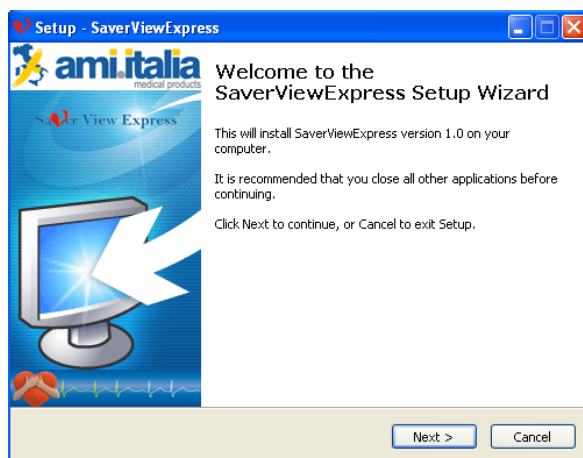 Setup - SaverViewExpress
ami.italia
medical products
Saver View Express
Welcome to the
SaverViewExpress Setup Wizard
This will install SaverViewExpress version 1.0 on your
computer.
It is recommended that you close all other applications before
continuing.
Click Next to continue, or Cancel to exit Setup.
Next >
Cancel